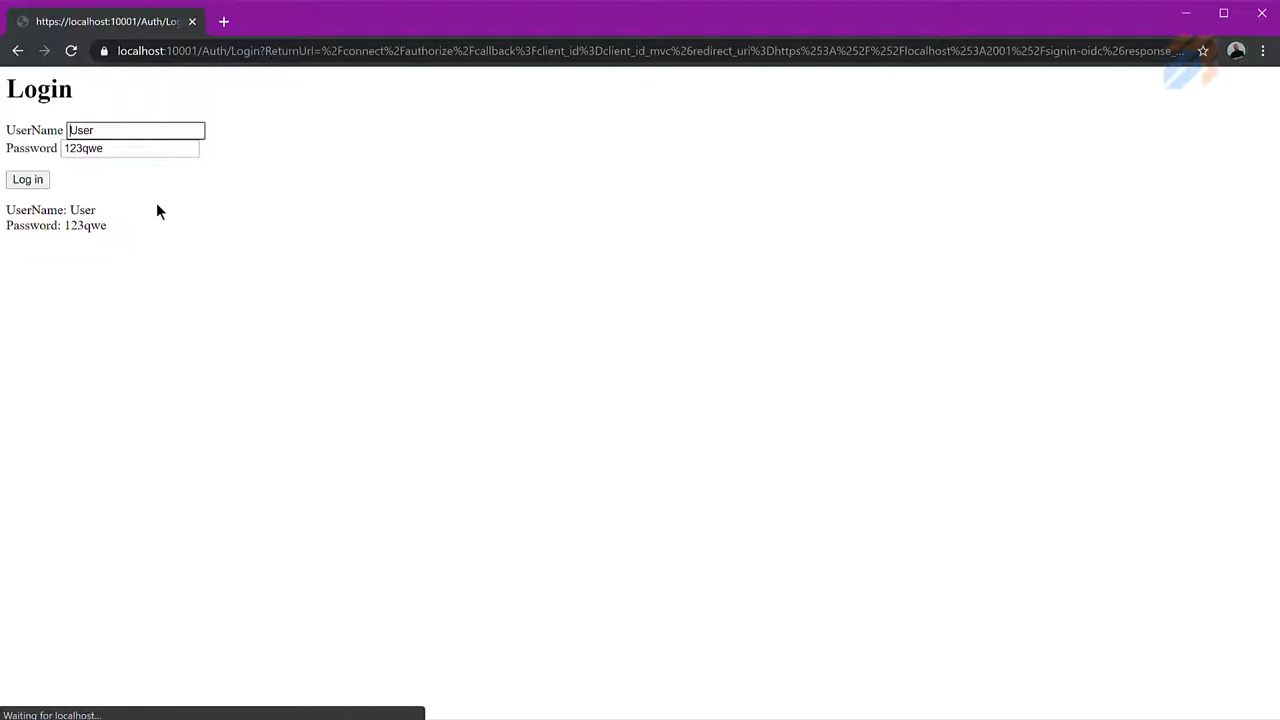 https://localhost:10001/Auth/Lo
localhost:10001/Auth/Login?ReturnUrl=%2Fconnect%2Fauthorize%2Fcallback%3Fclient_id%3Dclient_id_mvc%26redirect_uri%3Dhttps%253A%252F%252Flocalhost%253A2001%252Fsignin-oidc%26response_...
Login
UserName User
Password 123qwe
Log in
UserName: User
Password: 123qwe
Waiting for localhost...